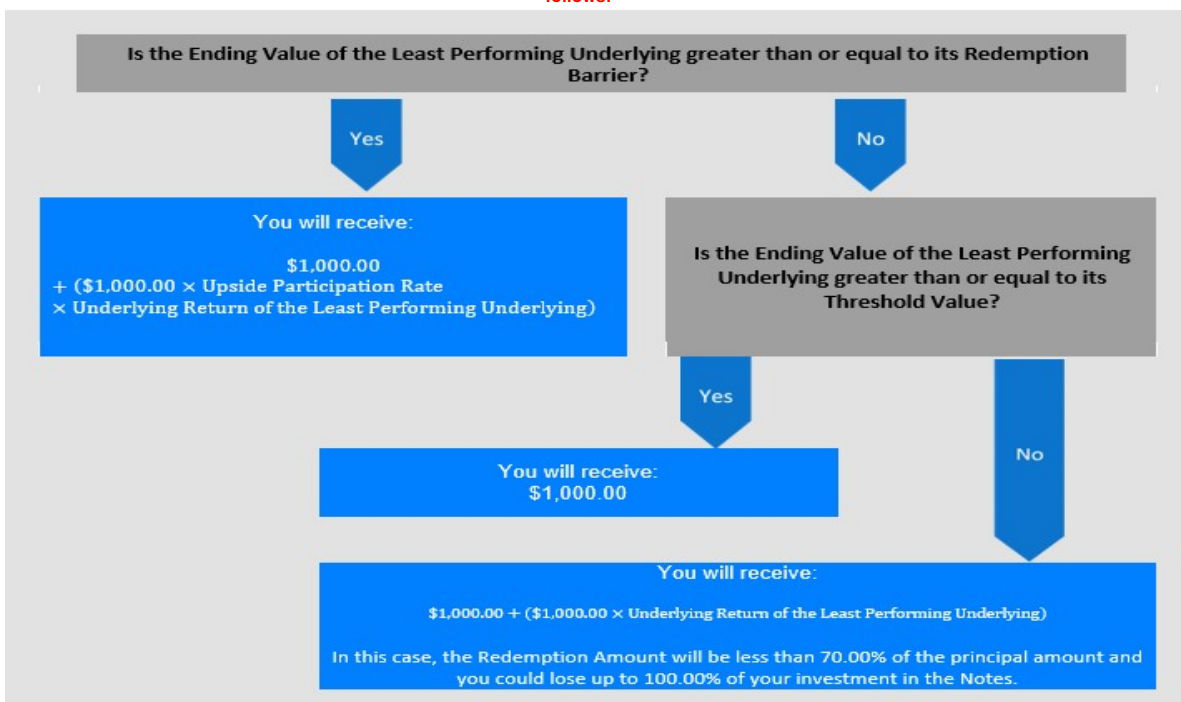 follows:
Is the Ending Value of the Least Performing Underlying greater than or equal to its Redemption
Barrier?
Yes
No
You will receive:
$1,000.00
+ ($1,000.00 × Upside Participation Rate
× Underlying Return of the Least Performing Underlying)
Is the Ending Value of the Least Performing
Underlying greater than or equal to its
Threshold Value?
Yes
No
You will receive:
$1,000.00
You will receive:
$1,000.00 + ($1,000.00 × Underlying Return of the Least Performing Underlying)
In this case, the Redemption Amount will be less than 70.00% of the principal amount and
you could lose up to 100.00% of your investment in the Notes.